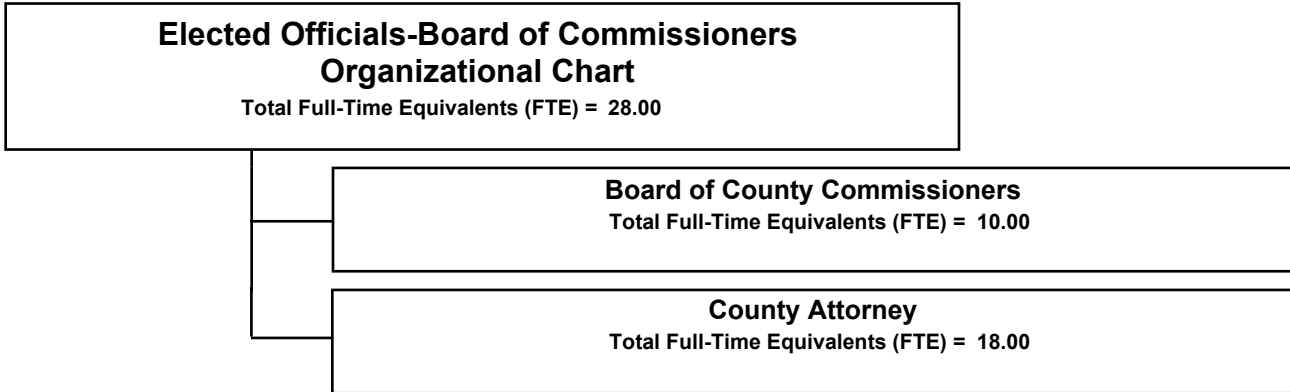 Elected Officials-Board of Commissioners
Organizational Chart
Total Full-Time Equivalents (FTE) = 28.00
Board of County Commissioners
Total Full-Time Equivalents (FTE) = 10.00
County Attorney
Total Full-Time Equivalents (FTE) = 18.00